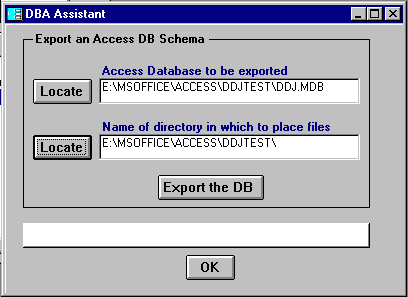 DBA Assistant
Export an Access DB Schema
Access Database to be exported
Locate
E:\MSOFFICE\ACCESS\DDJTEST\DDJ.MDB
Name of directory in which to place files
Locate
E:\MSOFFICE\ACCESS\DDJTEST\
Export the DB
OK